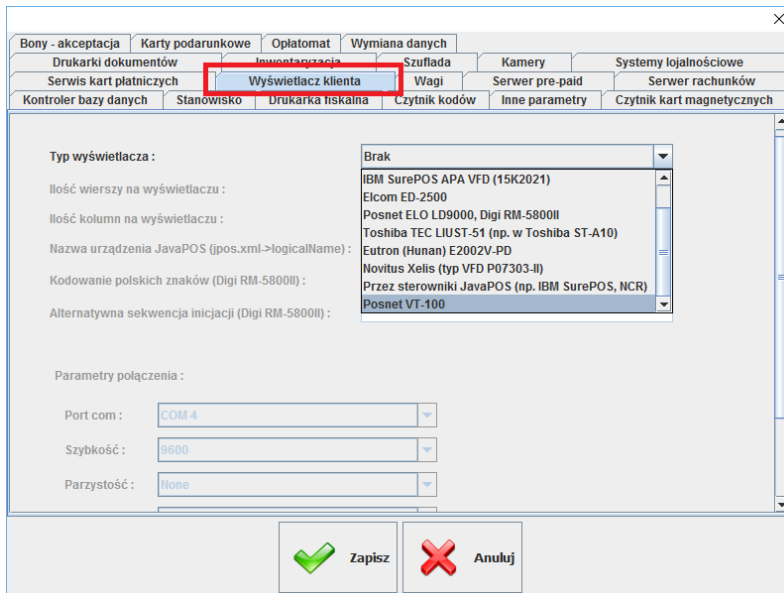 Bony - akceptacja Karty podarunkowe Opłatomat Wymiana danych
Drukarki dokumentów Inwentaryzacja Szuflada Kamery Systemy lojalnościowe
Serwis kart płatniczych Wyświetlacz klienta Wagi Serwer pre-paid Serwer rachunków
Kontroler bazy danych Stanowisko Drukarka fiskalna Czytnik kodów Inne parametry Czytnik kart magnetycznych
Typ wyświetlacza : Brak
IBM SurePOS APA VFD (15K2021)
Ilość wierszy na wyświetlaczu : Elcom ED-2500
Ilość kolumn na wyświetlaczu : Posnet ELO LD9000, Digi RM-5800II
Toshiba TEC LIUST-51 (np. w Toshiba ST-A10)
Nazwa urządzenia JavaPOS (jpos.xml->logicalName) : Eutron (Hunan) E2002V-PD
Novitus Xelis (typ VFD P07303-II)
Kodowanie polskich znaków (Digi RM-5800II) : Przez sterowniki JavaPOS (np. IBM SurePOS, NCR)
Posnet VT-100
Alternatywna sekwencja inicjacji (Digi RM-5800II) :
Parametry połączenia :
Port com : COM 4
Szybkość : 9600
Parzystość : None
Zapisz Anuluj